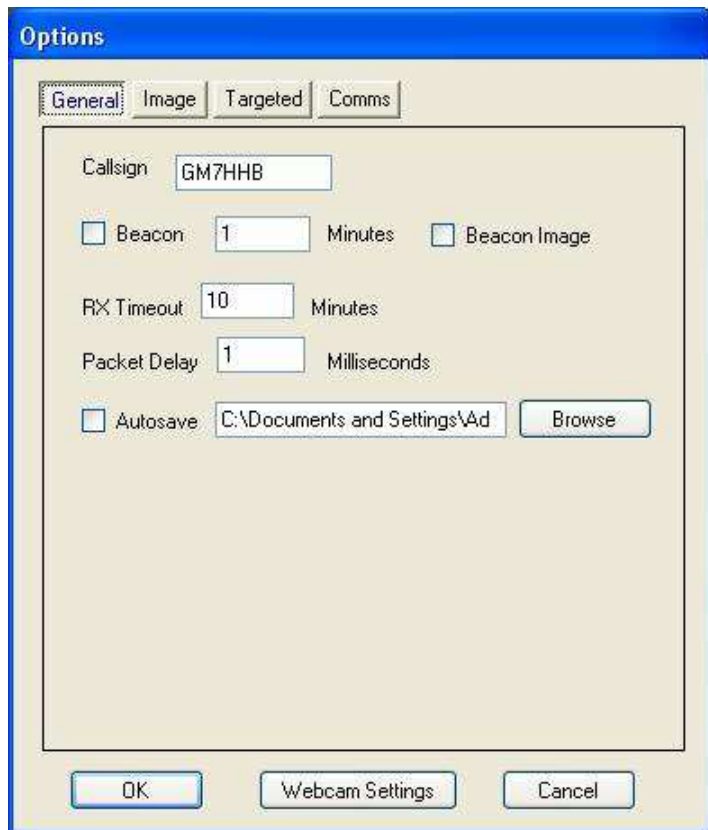 Options
General Image Targeted Comms
Callsign GM7HHB
Beacon 1 Minutes Beacon Image
RX Timeout 10 Minutes
Packet Delay 1 Milliseconds
Autosave C:\Documents and Settings\Ad Browse
OK Webcam Settings Cancel